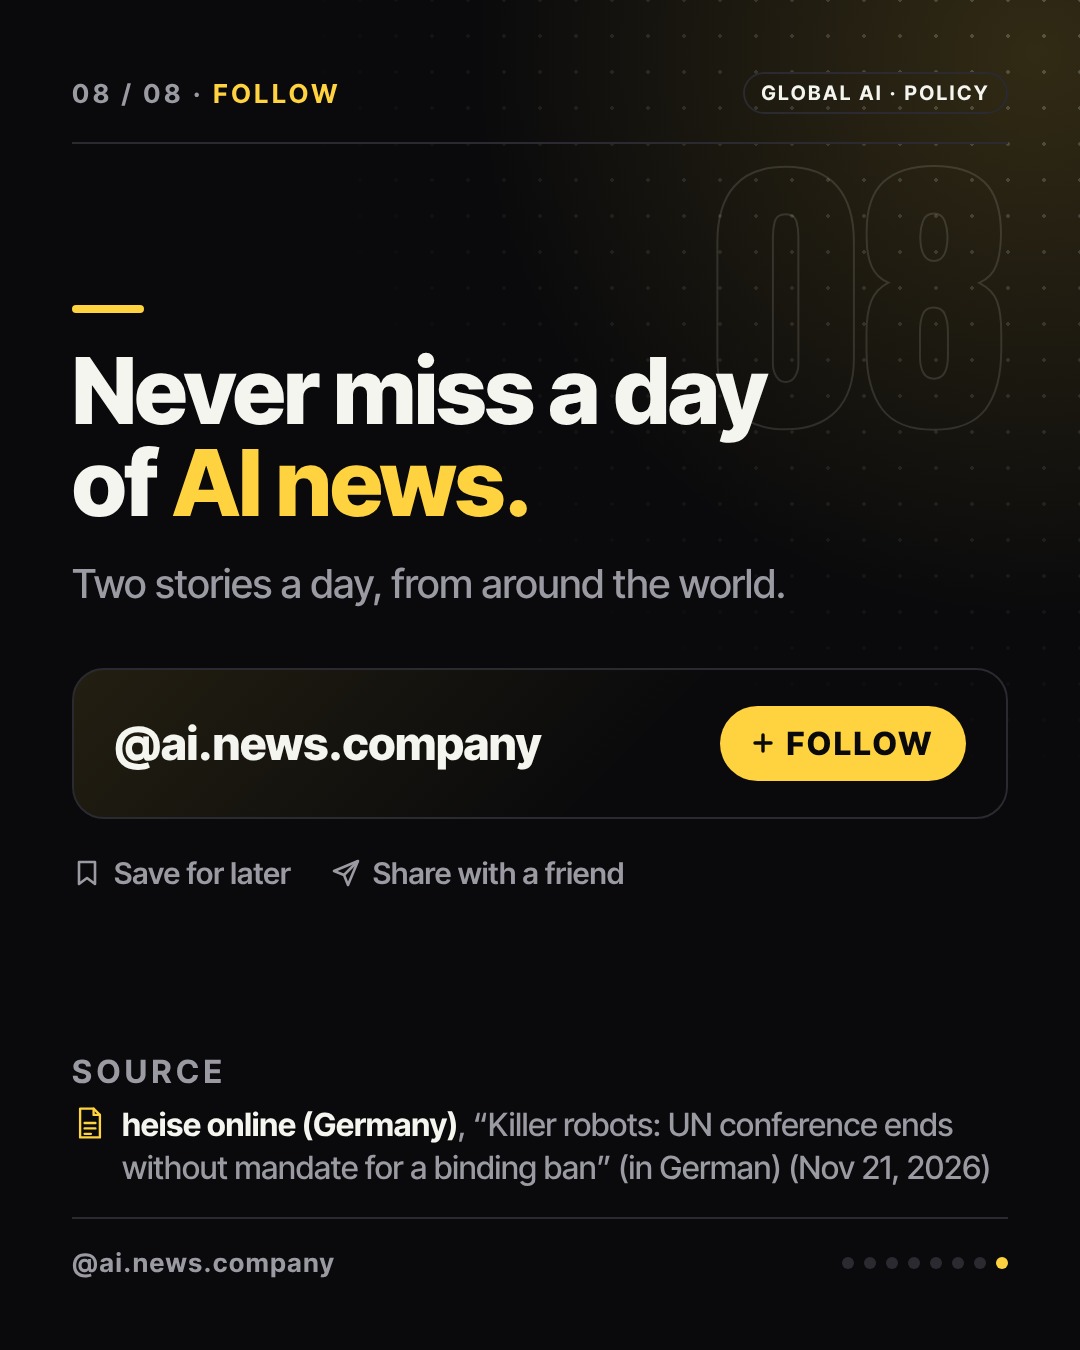 08 / 08 · FOLLOW
GLOBAL AI · POLICY
08
Never miss a day
of AI news.
Two stories a day, from around the world.
@ai.news.company
+ FOLLOW
Save for later
Share with a friend
SOURCE
heise online (Germany), “Killer robots: UN conference ends
without mandate for a binding ban” (in German) (Nov 21, 2026)
@ai.news.company